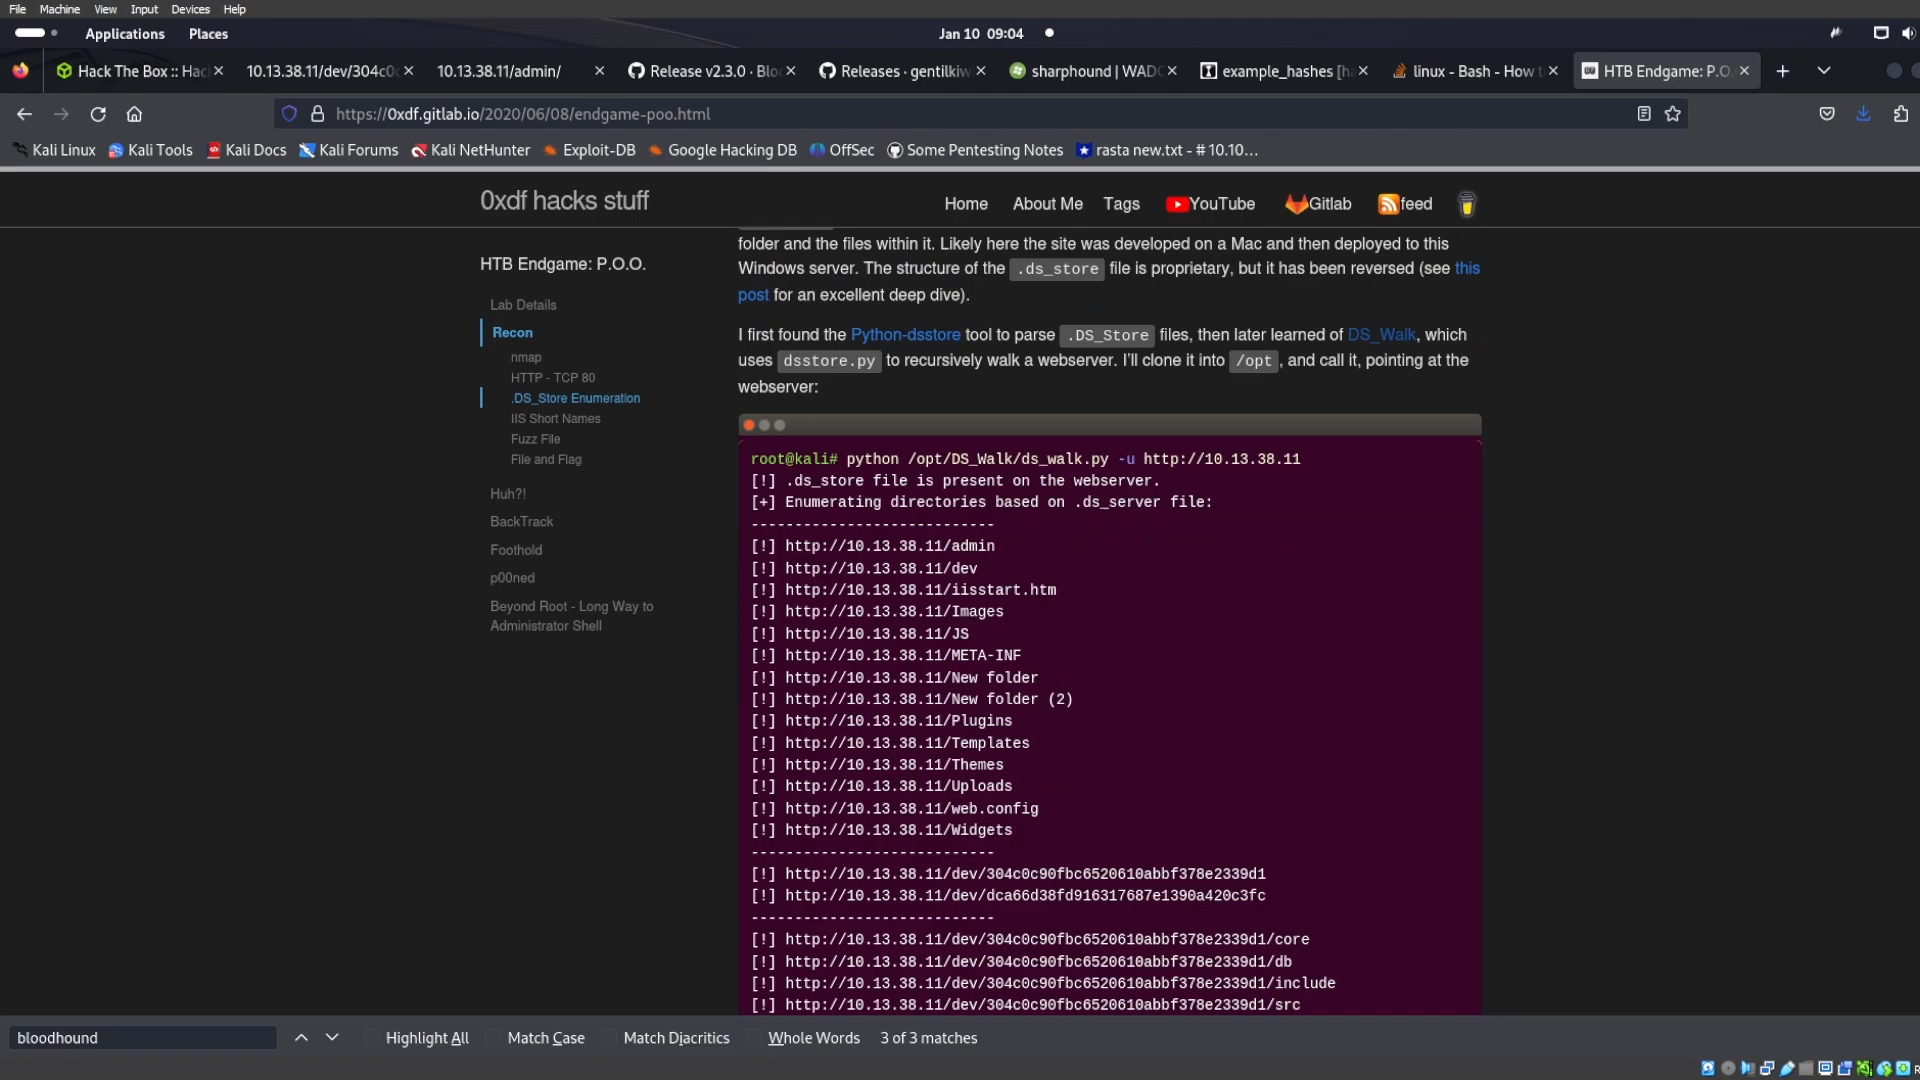 File Machine View Input Devices Help
Applications Places Jan 10 09:04
Hack The Box :: Hac 10.13.38.11/dev/304c0c 10.13.38.11/admin/ Release v2.3.0 · Bloo Releases · gentilkiw sharphound | WADC example_hashes [ha linux - Bash - How t HTB Endgame: P.O.
https://0xdf.gitlab.io/2020/06/08/endgame-poo.html
Kali Linux Kali Tools Kali Docs Kali Forums Kali NetHunter Exploit-DB Google Hacking DB OffSec Some Pentesting Notes rasta new.txt - # 10.10…
0xdf hacks stuff
Home About Me Tags YouTube Gitlab feed
HTB Endgame: P.O.O.
Lab Details
Recon
nmap
HTTP - TCP 80
.DS_Store Enumeration
IIS Short Names
Fuzz File
File and Flag
Huh?!
BackTrack
Foothold
p00ned
Beyond Root - Long Way to
Administrator Shell
folder and the files within it. Likely here the site was developed on a Mac and then deployed to this
Windows server. The structure of the .ds_store file is proprietary, but it has been reversed (see this
post for an excellent deep dive).
I first found the Python-dsstore tool to parse .DS_Store files, then later learned of DS_Walk, which
uses dsstore.py to recursively walk a webserver. I'll clone it into /opt, and call it, pointing at the
webserver:
root@kali# python /opt/DS_Walk/ds_walk.py -u http://10.13.38.11
[!] .ds_store file is present on the webserver.
[+] Enumerating directories based on .ds_server file:
----------------------------
[!] http://10.13.38.11/admin
[!] http://10.13.38.11/dev
[!] http://10.13.38.11/iisstart.htm
[!] http://10.13.38.11/Images
[!] http://10.13.38.11/JS
[!] http://10.13.38.11/META-INF
[!] http://10.13.38.11/New folder
[!] http://10.13.38.11/New folder (2)
[!] http://10.13.38.11/Plugins
[!] http://10.13.38.11/Templates
[!] http://10.13.38.11/Themes
[!] http://10.13.38.11/Uploads
[!] http://10.13.38.11/web.config
[!] http://10.13.38.11/Widgets
----------------------------
[!] http://10.13.38.11/dev/304c0c90fbc6520610abbf378e2339d1
[!] http://10.13.38.11/dev/dca66d38fd916317687e1390a420c3fc
----------------------------
[!] http://10.13.38.11/dev/304c0c90fbc6520610abbf378e2339d1/core
[!] http://10.13.38.11/dev/304c0c90fbc6520610abbf378e2339d1/db
[!] http://10.13.38.11/dev/304c0c90fbc6520610abbf378e2339d1/include
[!] http://10.13.38.11/dev/304c0c90fbc6520610abbf378e2339d1/src
bloodhound Highlight All Match Case Match Diacritics Whole Words 3 of 3 matches